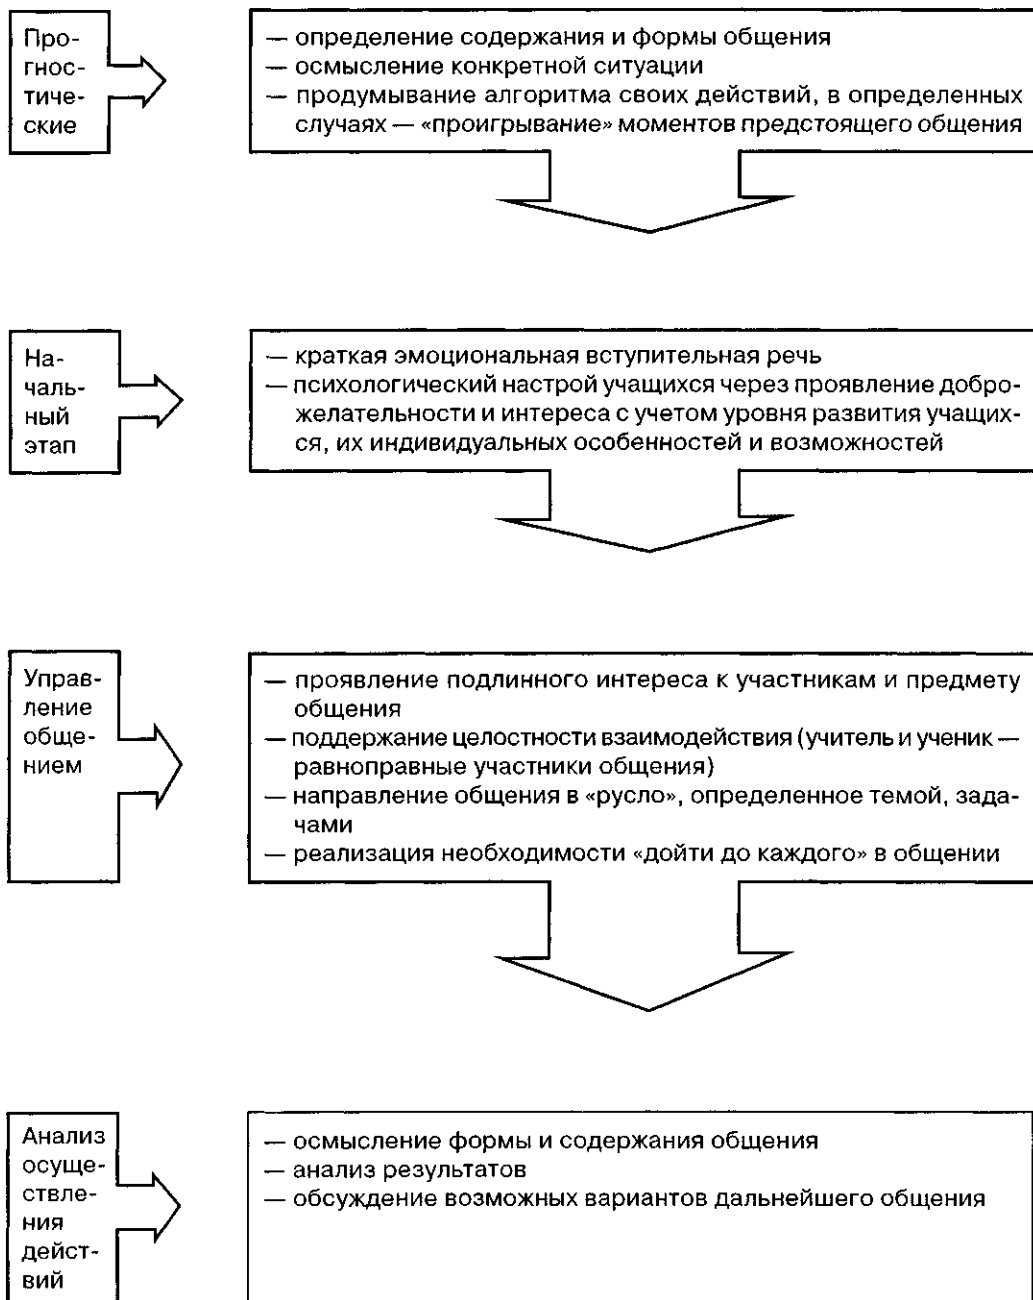 Про-
гнос-
тиче-
ские
— определение содержания и формы общения
— осмысление конкретной ситуации
— продумывание алгоритма своих действий, в определенных
случаях — «проигрывание» моментов предстоящего общения
На-
чаль-
ный
этап
— краткая эмоциональная вступительная речь
— психологический настрой учащихся через проявление добро-
желательности и интереса с учетом уровня развития учащих-
ся, их индивидуальных особенностей и возможностей
Управ-
ление
обще-
нием
— проявление подлинного интереса к участникам и предмету
общения
— поддержание целостности взаимодействия (учитель и ученик —
равноправные участники общения)
— направление общения в «русло», определенное темой, зада-
чами
— реализация необходимости «дойти до каждого» в общении
Анализ
осуще-
ствле-
ния
дейст-
вий
— осмысление формы и содержания общения
— анализ результатов
— обсуждение возможных вариантов дальнейшего общения